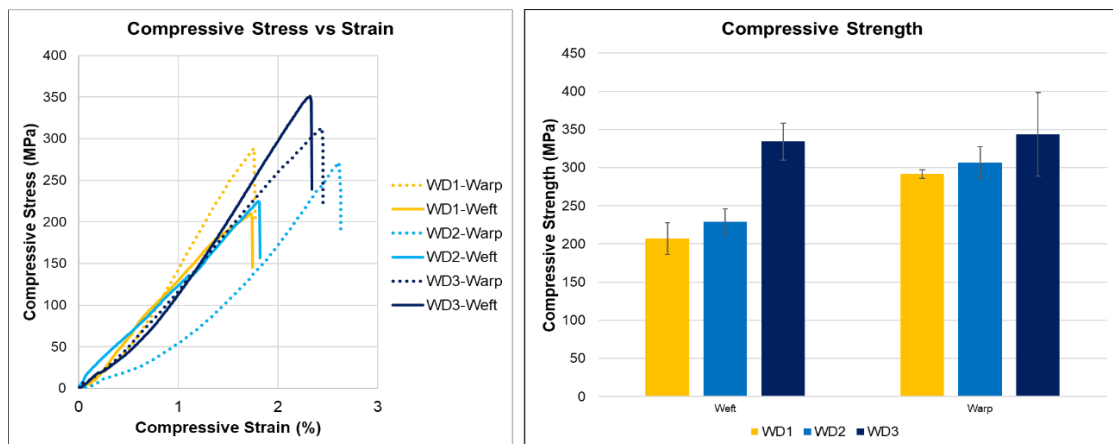 Compressive Stress vs Strain
Compressive Stress (MPa)
400
350
300
250
200
150
100
50
0
0 1 2 3
Compressive Strain (%)
WD1-Warp
WD1-Weft
WD2-Warp
WD2-Weft
WD3-Warp
WD3-Weft
Compressive Strength
Compressive Strength (MPa)
450
400
350
300
250
200
150
100
50
0
Weft Warp
WD1 WD2 WD3